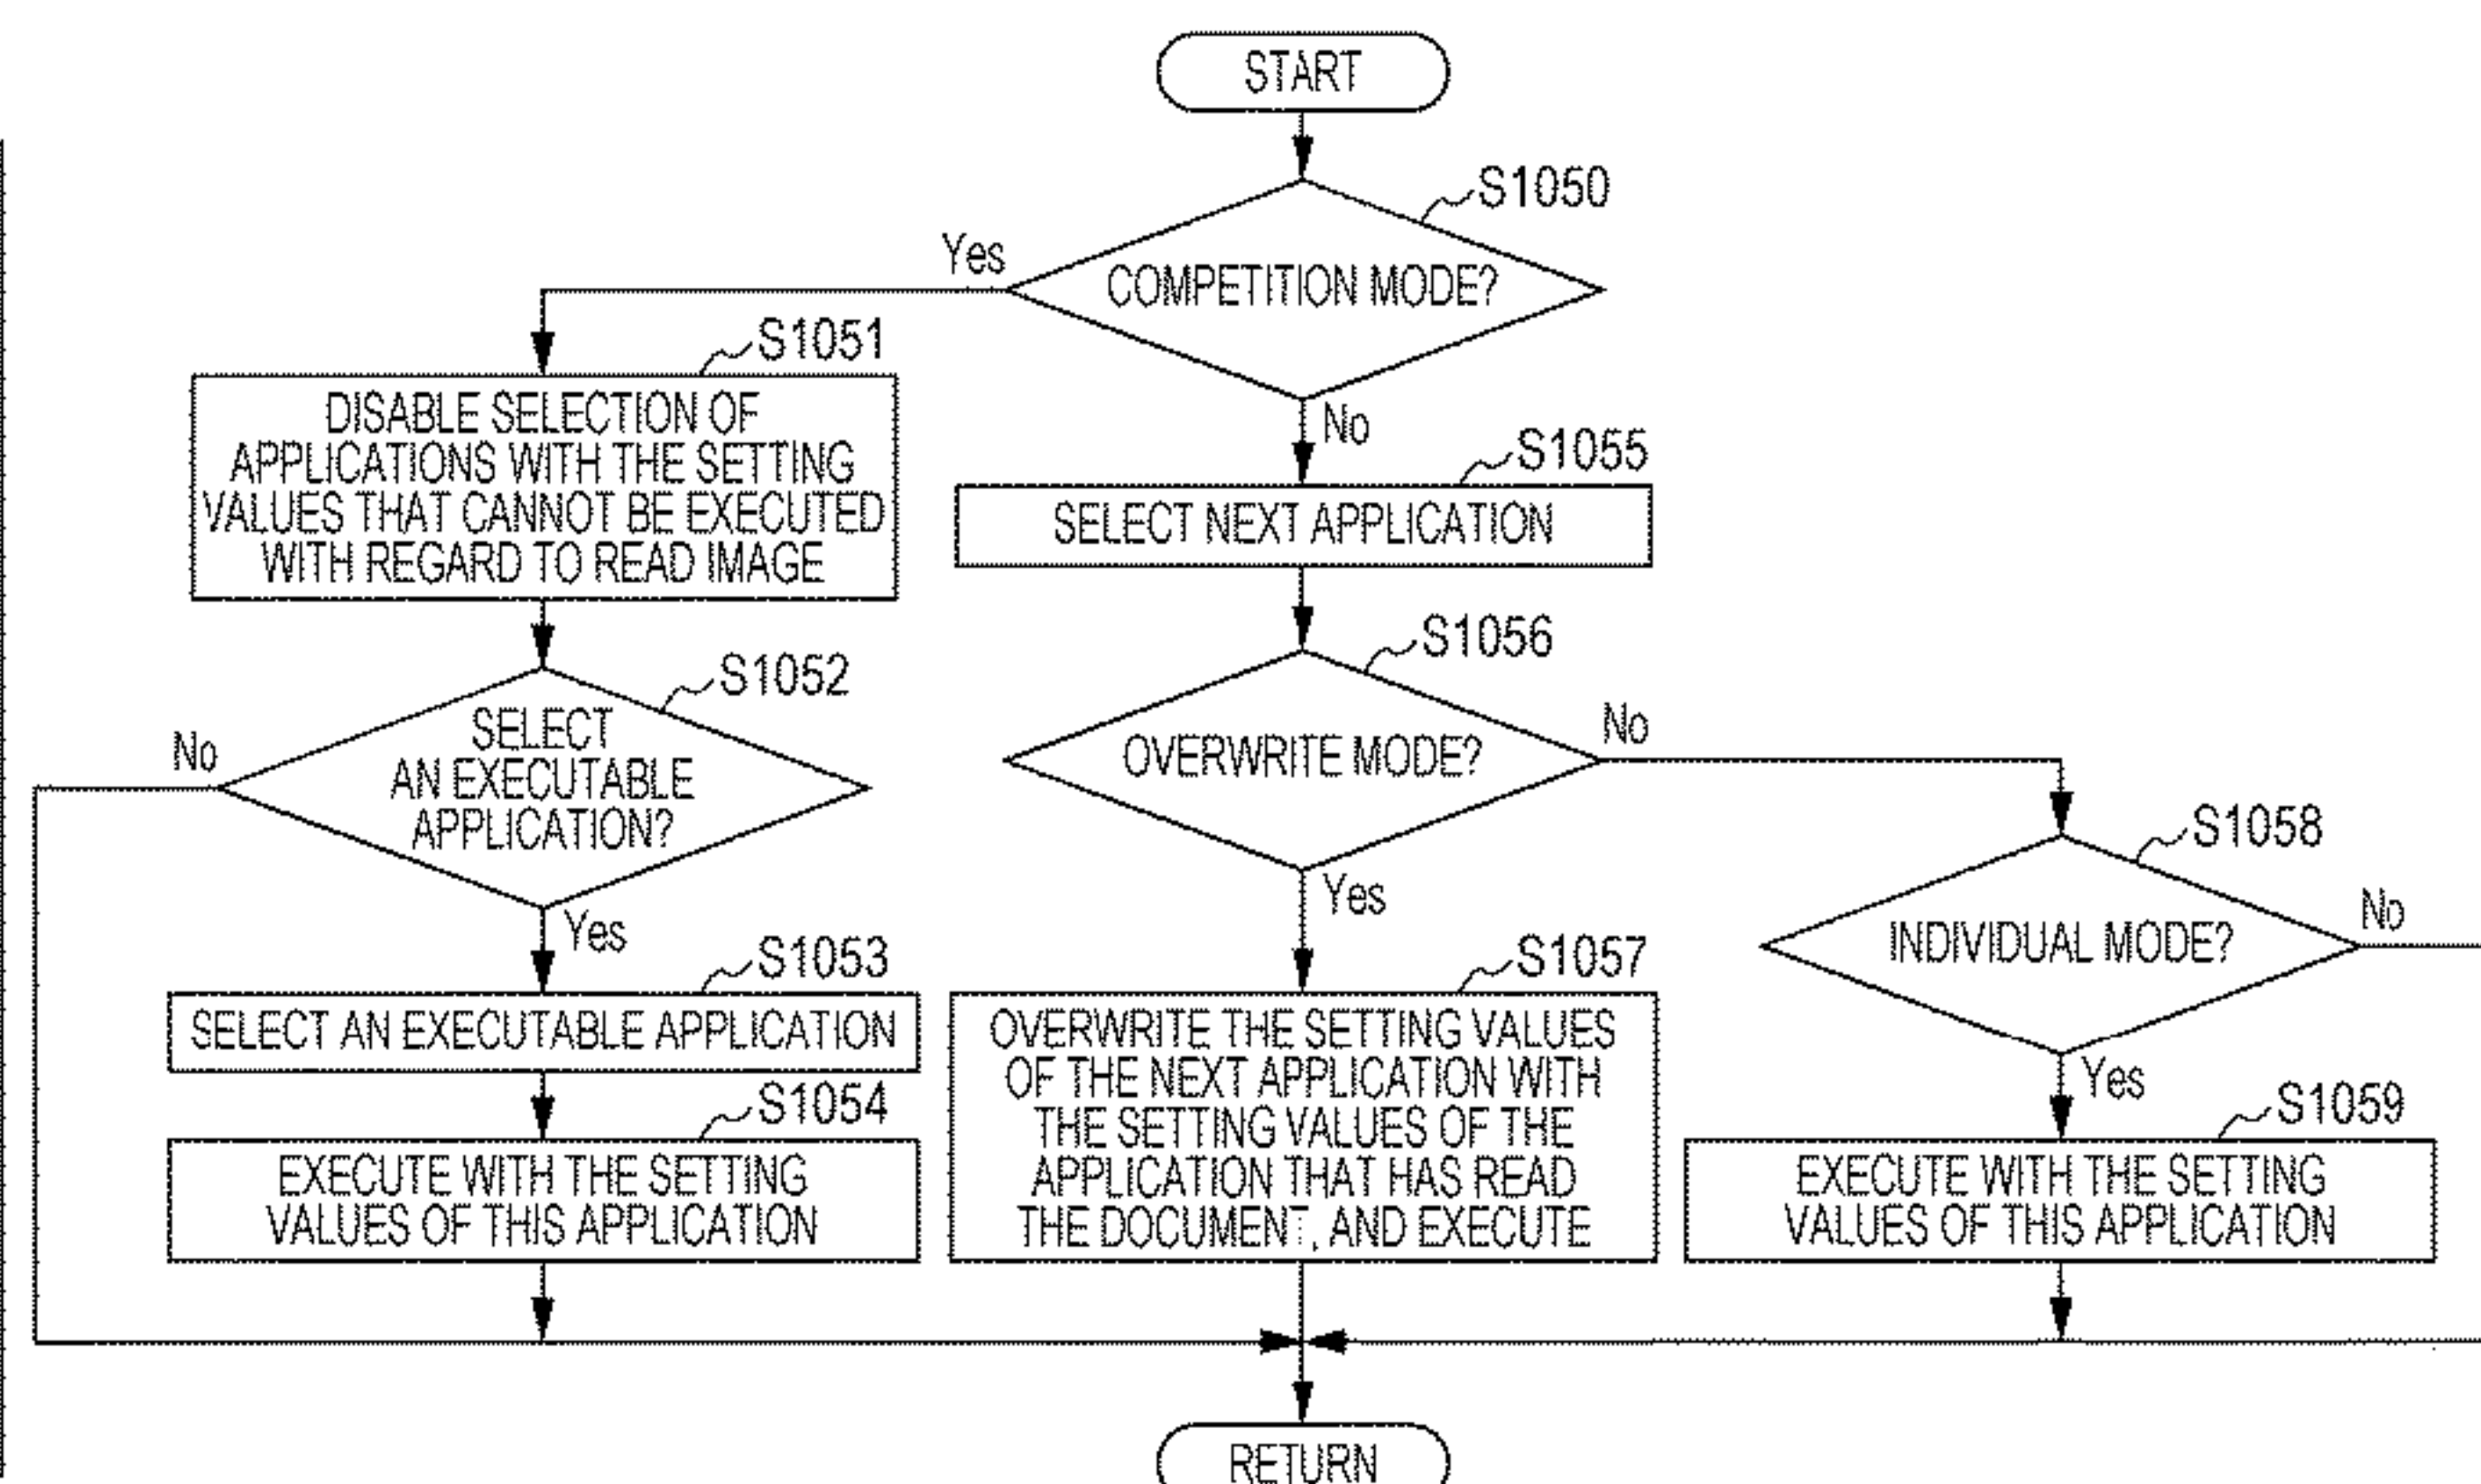 START
S1050
COMPETITION MODE?
Yes
No
S1051
DISABLE SELECTION OF
APPLICATIONS WITH THE SETTING
VALUES THAT CANNOT BE EXECUTED
WITH REGARD TO READ IMAGE
S1052
SELECT
AN EXECUTABLE
APPLICATION?
No
Yes
S1053
SELECT AN EXECUTABLE APPLICATION
S1054
EXECUTE WITH THE SETTING
VALUES OF THIS APPLICATION
S1055
SELECT NEXT APPLICATION
S1056
OVERWRITE MODE?
No
Yes
S1057
OVERWRITE THE SETTING VALUES
OF THE NEXT APPLICATION WITH
THE SETTING VALUES OF THE
APPLICATION THAT HAS READ
THE DOCUMENT, AND EXECUTE
S1058
INDIVIDUAL MODE?
No
Yes
S1059
EXECUTE WITH THE SETTING
VALUES OF THIS APPLICATION
RETURN